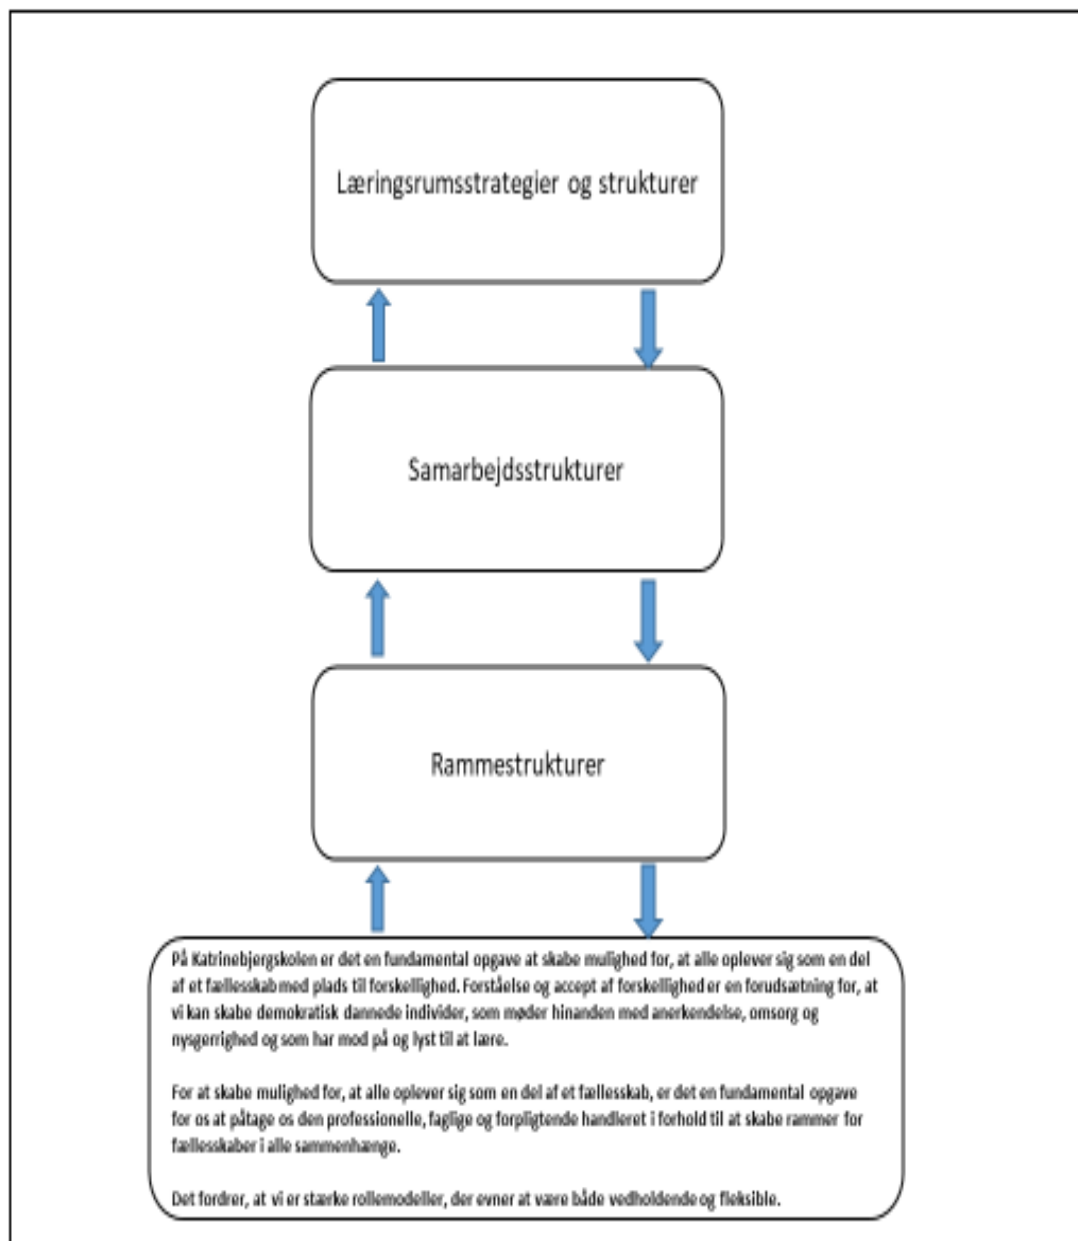 Læringsrumsstrategier og strukturer
Samarbejdsstrukturer
Rammestrukturer
På Katrinebjergskolen er det en fundamental opgave at skabe mulighed for, at alle oplever sig som en del
af et fællesskab med plads til forskellighed. Forståelse og accept af forskellighed er en forudsætning for, at
vi kan skabe demokratisk dannede individer, som møder hinanden med anerkendelse, omsorg og
nysgerrighed og som har mod på og lyst til at lære.
For at skabe mulighed for, at alle oplever sig som en del af et fællesskab, er det en fundamental opgave
for os at påtage os den professionelle, faglige og forpligtende handleret i forhold til at skabe rammer for
fællesskaber i alle sammenhænge.
Det fordrer, at vi er stærke rollemodeller, der evner at være både vedholdende og fleksible.